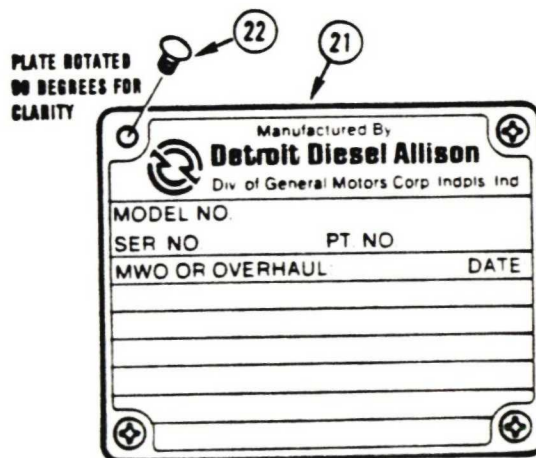 22
21
PLATE ROTATED
90 DEGREES FOR
CLARITY
Manufactured By
Detroit Diesel Allison
Div of General Motors Corp Indpls Ind
MODEL NO.
SER NO PT. NO
MWO OR OVERHAUL DATE